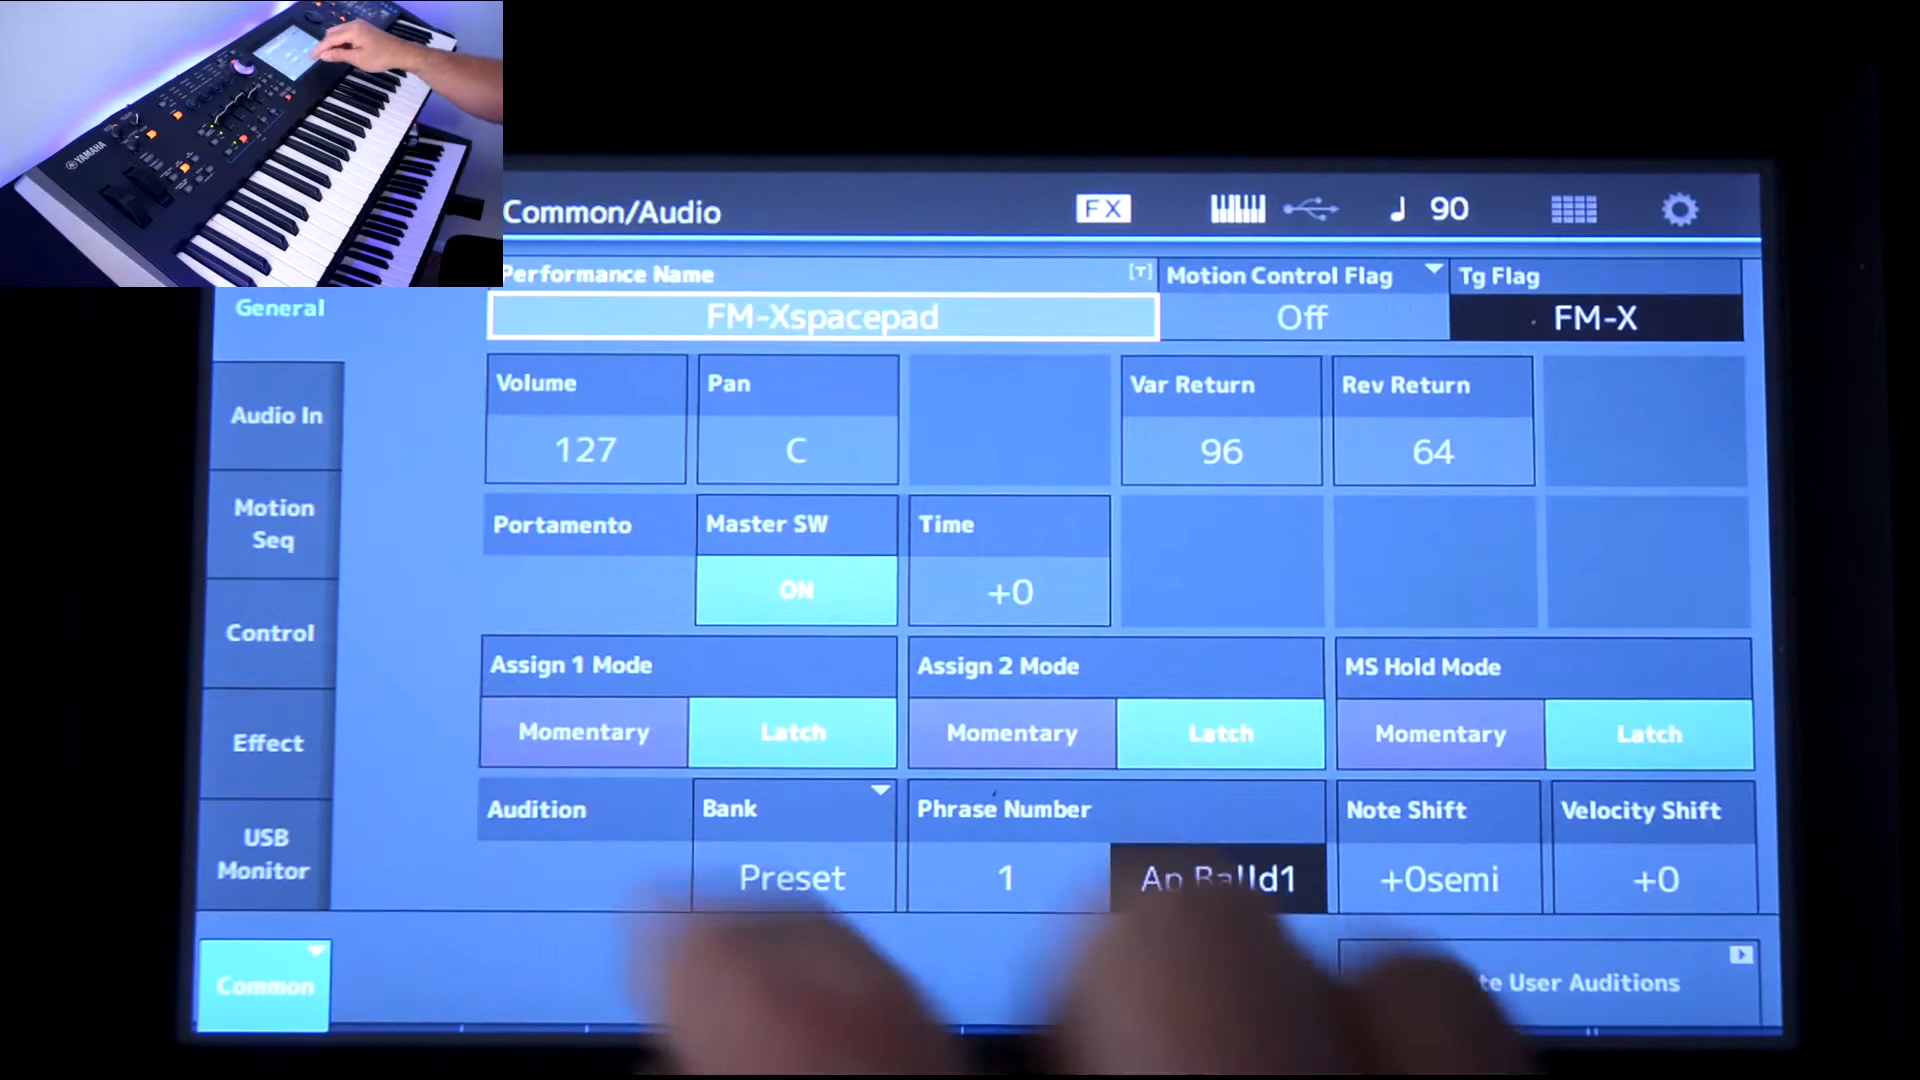 YAMAHA
Common/Audio FX 90
Performance Name [T] Motion Control Flag Tg Flag
General FM-Xspacepad Off FM-X
Volume Pan Var Return Rev Return
Audio In 127 C 96 64
Motion Seq Portamento Master SW Time
ON +0
Control Assign 1 Mode Assign 2 Mode MS Hold Mode
Effect Momentary Latch Momentary Latch Momentary Latch
USB Monitor Audition Bank Phrase Number Note Shift Velocity Shift
Preset 1 +0semi +0
Common User Auditions